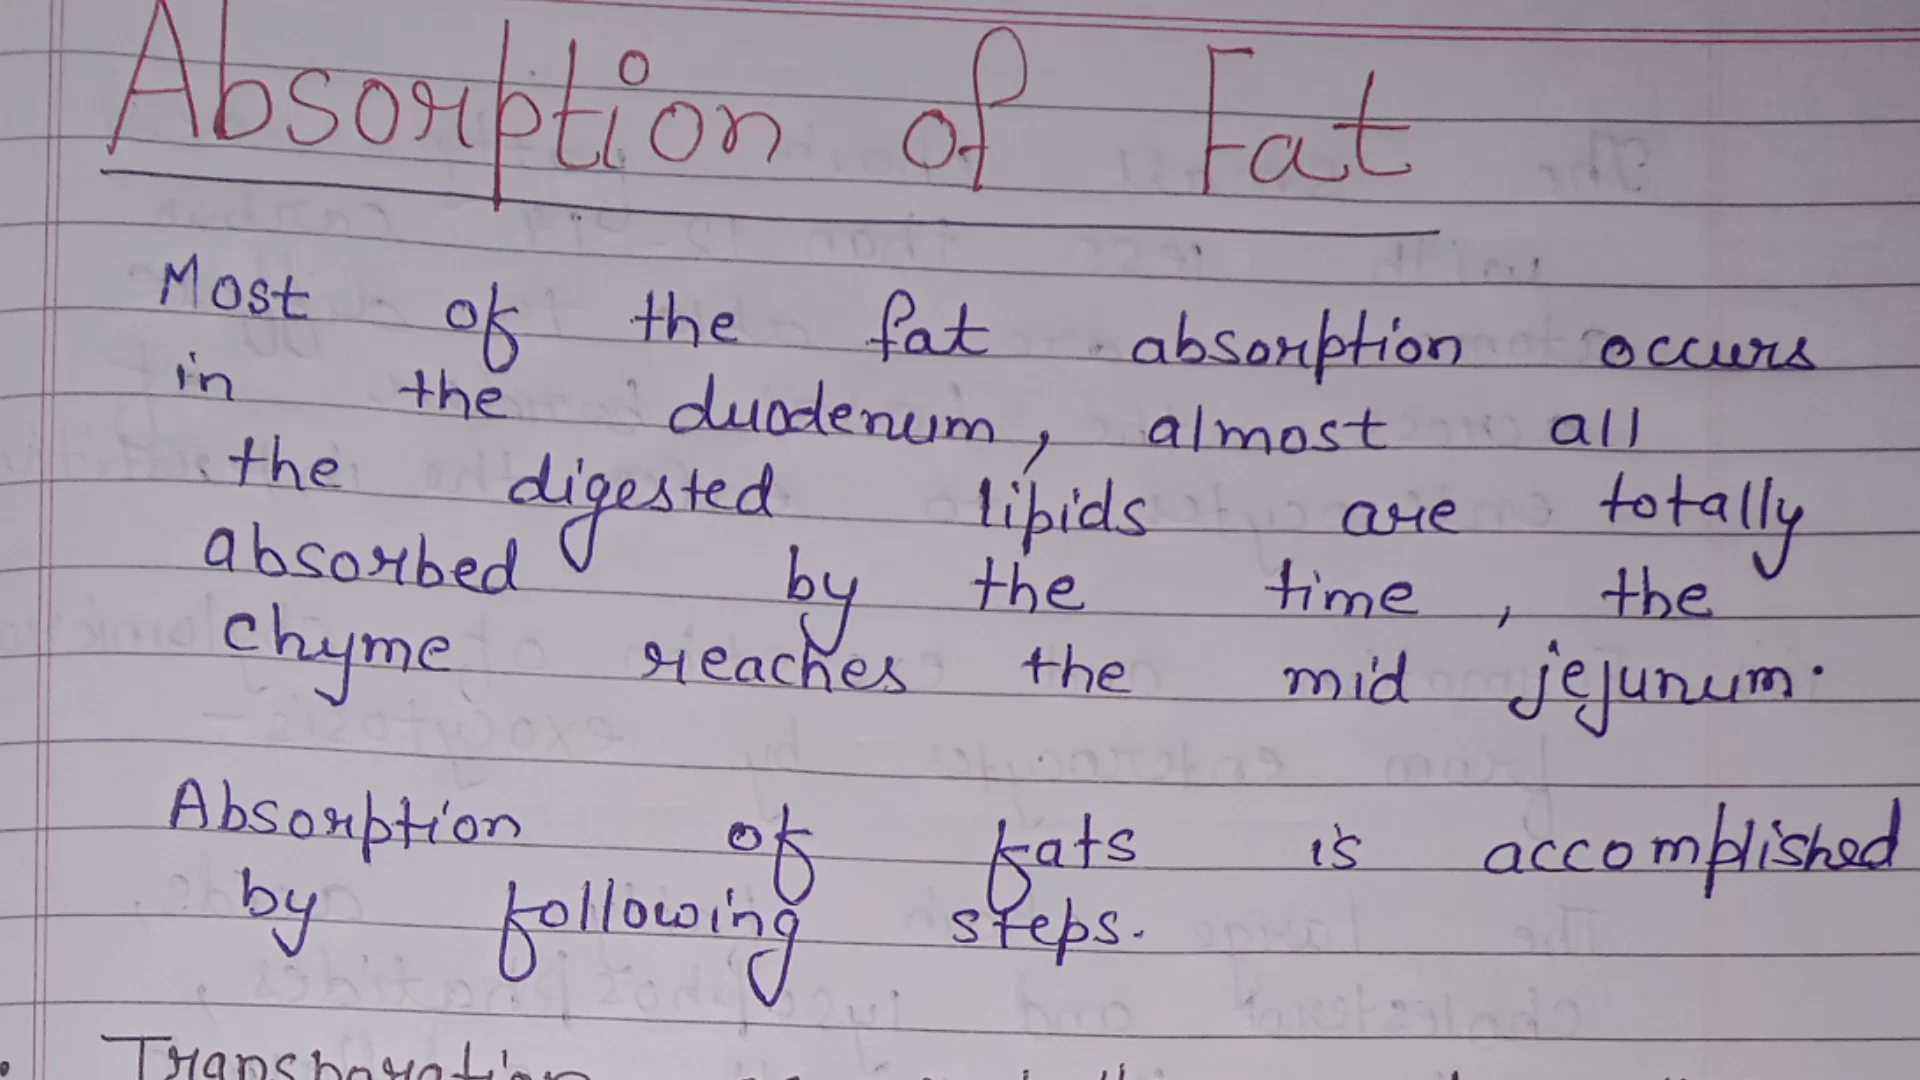 Absorption of Fat
Most of the fat absorption occurs
in the duodenum, almost all
the digested lipids are totally
absorbed by the time, the
chyme reaches the mid jejunum.
Absorption of fats is accomplished
by following steps.